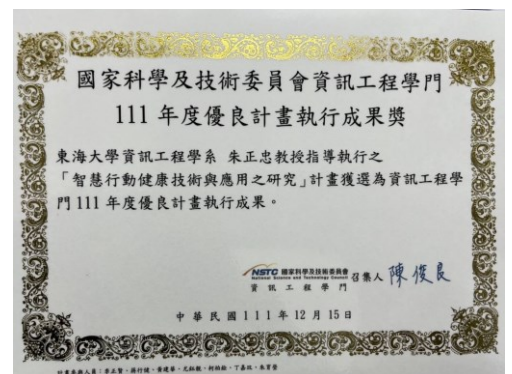 國家科學及技術委員會資訊工程學門
111 年度優良計畫執行成果獎
東海大學資訊工程學系 朱正忠教授指導執行之
「智慧行動健康技術與應用之研究」計畫獲選為資訊工程學
門 111 年度優良計畫執行成果。
NSTC 國家科學及技術委員會
National Science and Technology Council
資訊工程學門
召集人 陳俊良
中華民國 111 年 12 月 15 日
計畫參與人員：